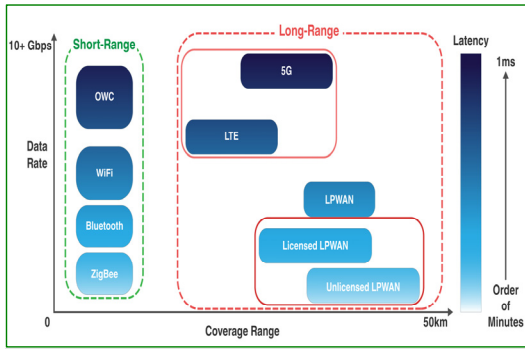 10+ Gbps
Short-Range
Long-Range
Latency
1ms
OWC
5G
LTE
Data
Rate
WiFi
LPWAN
Bluetooth
Licensed LPWAN
ZigBee
Unlicensed LPWAN
Order of
Minutes
0
Coverage Range
50km